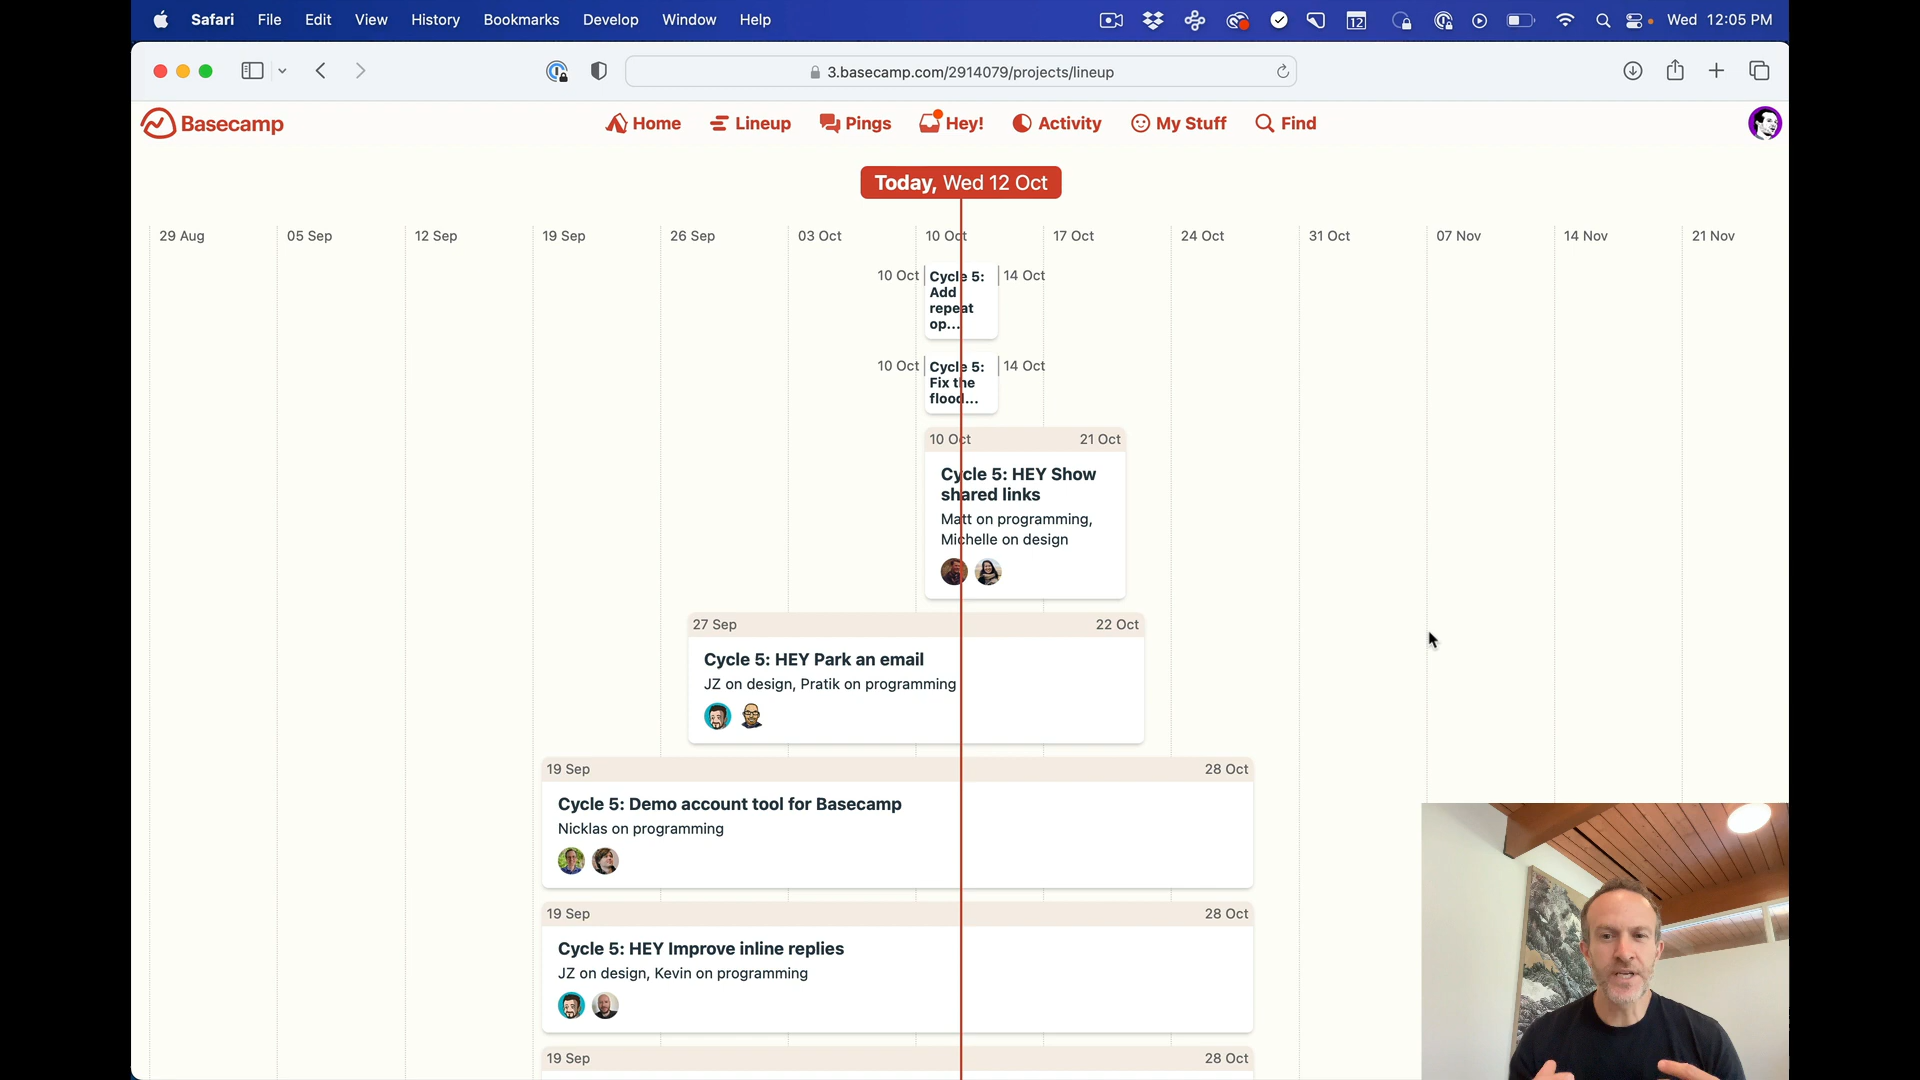 Safari File Edit View History Bookmarks Develop Window Help 12 Wed 12:05 PM
3.basecamp.com/2914079/projects/lineup
Basecamp Home Lineup Pings Hey! Activity My Stuff Find
Today, Wed 12 Oct
29 Aug 05 Sep 12 Sep 19 Sep 26 Sep 03 Oct 10 Oct 17 Oct 24 Oct 31 Oct 07 Nov 14 Nov 21 Nov
10 Oct Cycle 5: 14 Oct
Add
repeat
op...
10 Oct Cycle 5: 14 Oct
Fix the
flood...
10 Oct 21 Oct
Cycle 5: HEY Show
shared links
Matt on programming,
Michelle on design
27 Sep 22 Oct
Cycle 5: HEY Park an email
JZ on design, Pratik on programming
19 Sep 28 Oct
Cycle 5: Demo account tool for Basecamp
Nicklas on programming
19 Sep 28 Oct
Cycle 5: HEY Improve inline replies
JZ on design, Kevin on programming
19 Sep 28 Oct